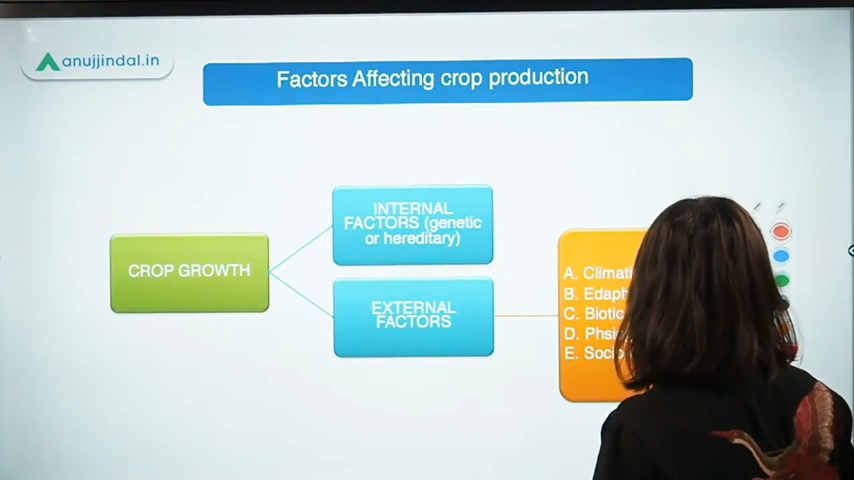 anujjindal.in
Factors Affecting crop production
INTERNAL
FACTORS (genetic
or hereditary)
CROP GROWTH
EXTERNAL
FACTORS
A. Climati
B. Edaph
C. Biotic
D. Phsi
E. Socio